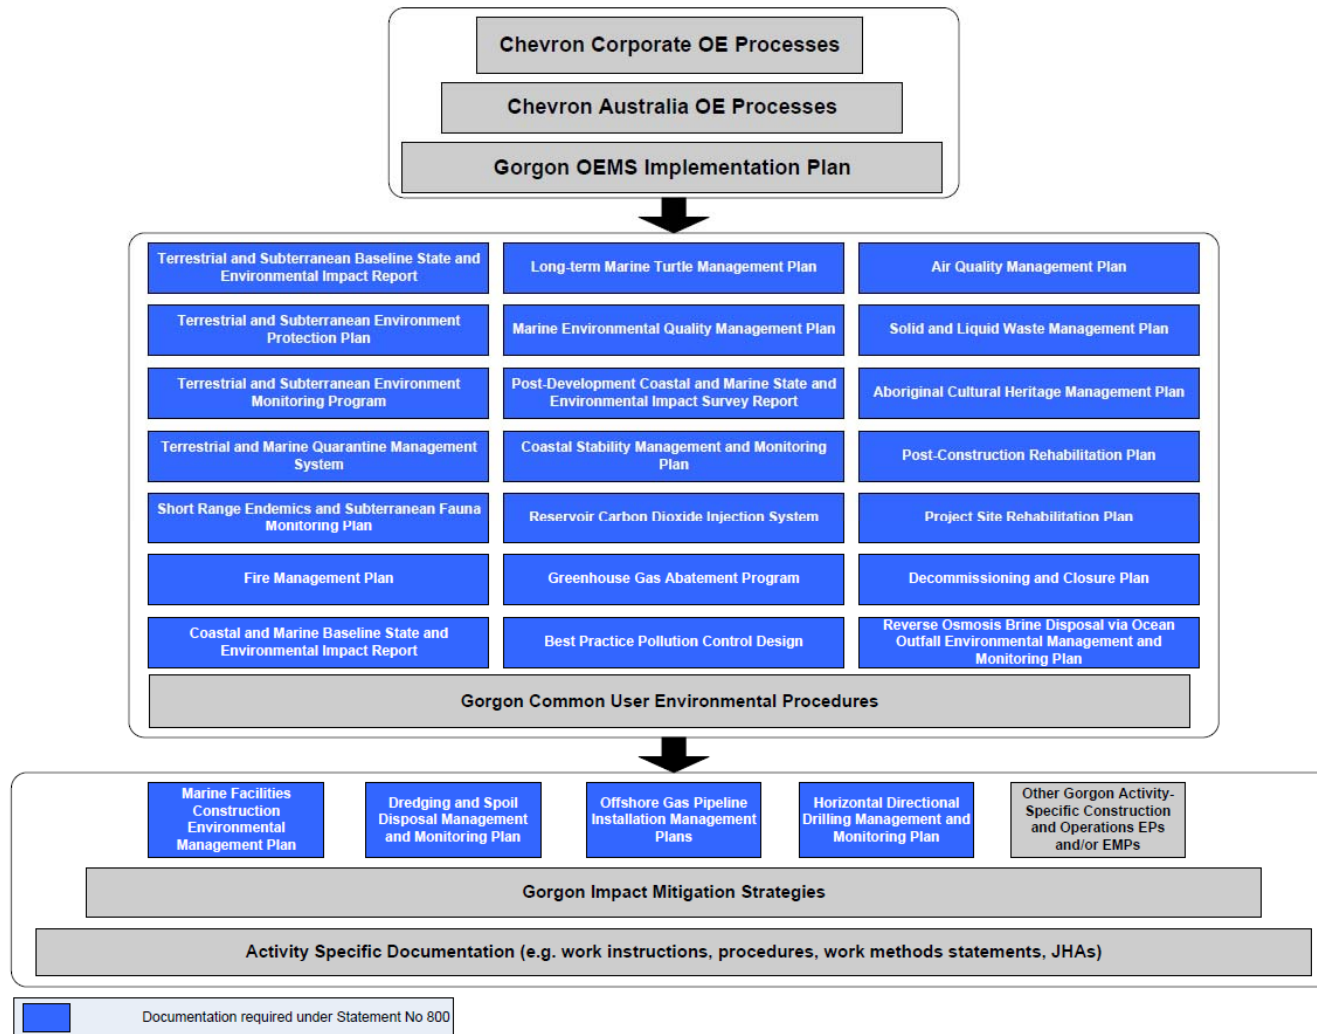 Chevron Corporate OE Processes
Chevron Australia OE Processes
Gorgon OEMS Implementation Plan
Terrestrial and Subterranean Baseline State and
Environmental Impact Report
Long-term Marine Turtle Management Plan
Air Quality Management Plan
Terrestrial and Subterranean Environment
Protection Plan
Marine Environmental Quality Management Plan
Solid and Liquid Waste Management Plan
Terrestrial and Subterranean Environment
Monitoring Program
Post-Development Coastal and Marine State and
Environmental Impact Survey Report
Aboriginal Cultural Heritage Management Plan
Terrestrial and Marine Quarantine Management
System
Coastal Stability Management and Monitoring
Plan
Post-Construction Rehabilitation Plan
Short Range Endemics and Subterranean Fauna
Monitoring Plan
Reservoir Carbon Dioxide Injection System
Project Site Rehabilitation Plan
Fire Management Plan
Greenhouse Gas Abatement Program
Decommissioning and Closure Plan
Coastal and Marine Baseline State and
Environmental Impact Report
Best Practice Pollution Control Design
Reverse Osmosis Brine Disposal via Ocean
Outfall Environmental Management and
Monitoring Plan
Gorgon Common User Environmental Procedures
Marine Facilities
Construction
Environmental
Management Plan
Dredging and Spoil
Disposal Management
and Monitoring Plan
Offshore Gas Pipeline
Installation Management
Plans
Horizontal Directional
Drilling Management and
Monitoring Plan
Other Gorgon Activity-
Specific Construction
and Operations EPs
and/or EMPs
Gorgon Impact Mitigation Strategies
Activity Specific Documentation (e.g. work instructions, procedures, work methods statements, JHAs)
Documentation required under Statement No 800